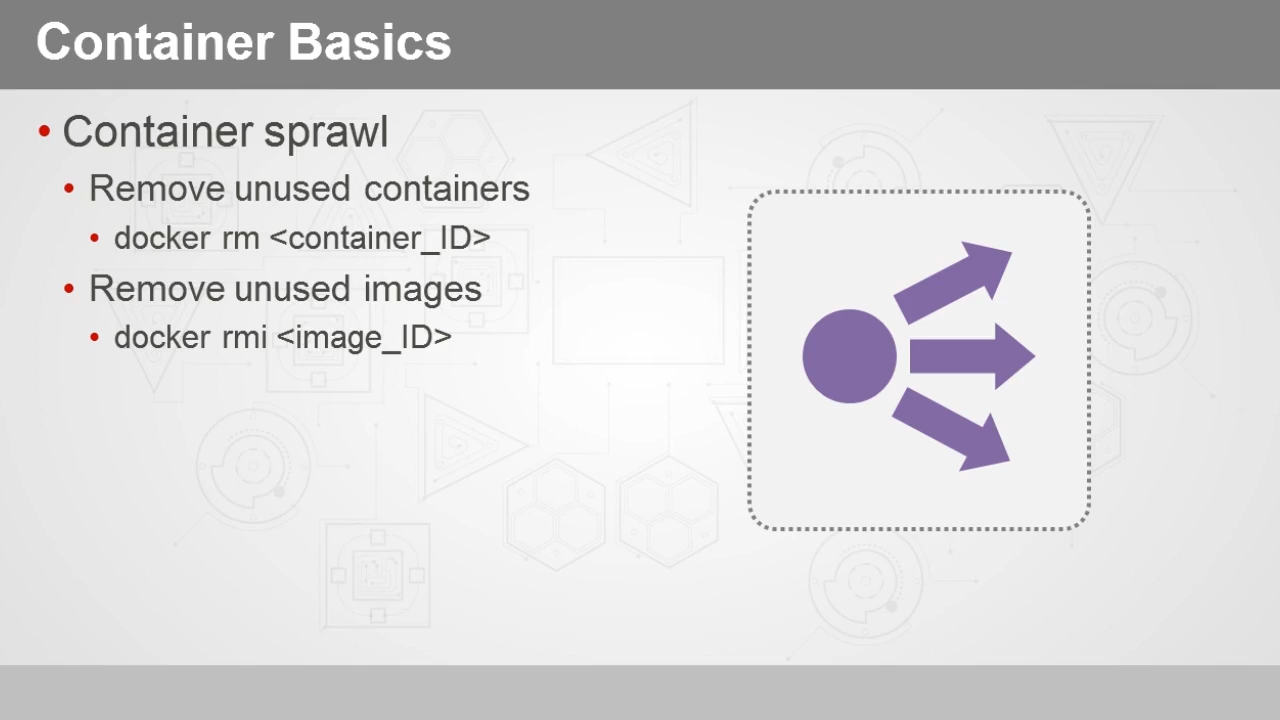 Container Basics
• Container sprawl
• Remove unused containers
• docker rm <container_ID>
• Remove unused images
• docker rmi <image_ID>